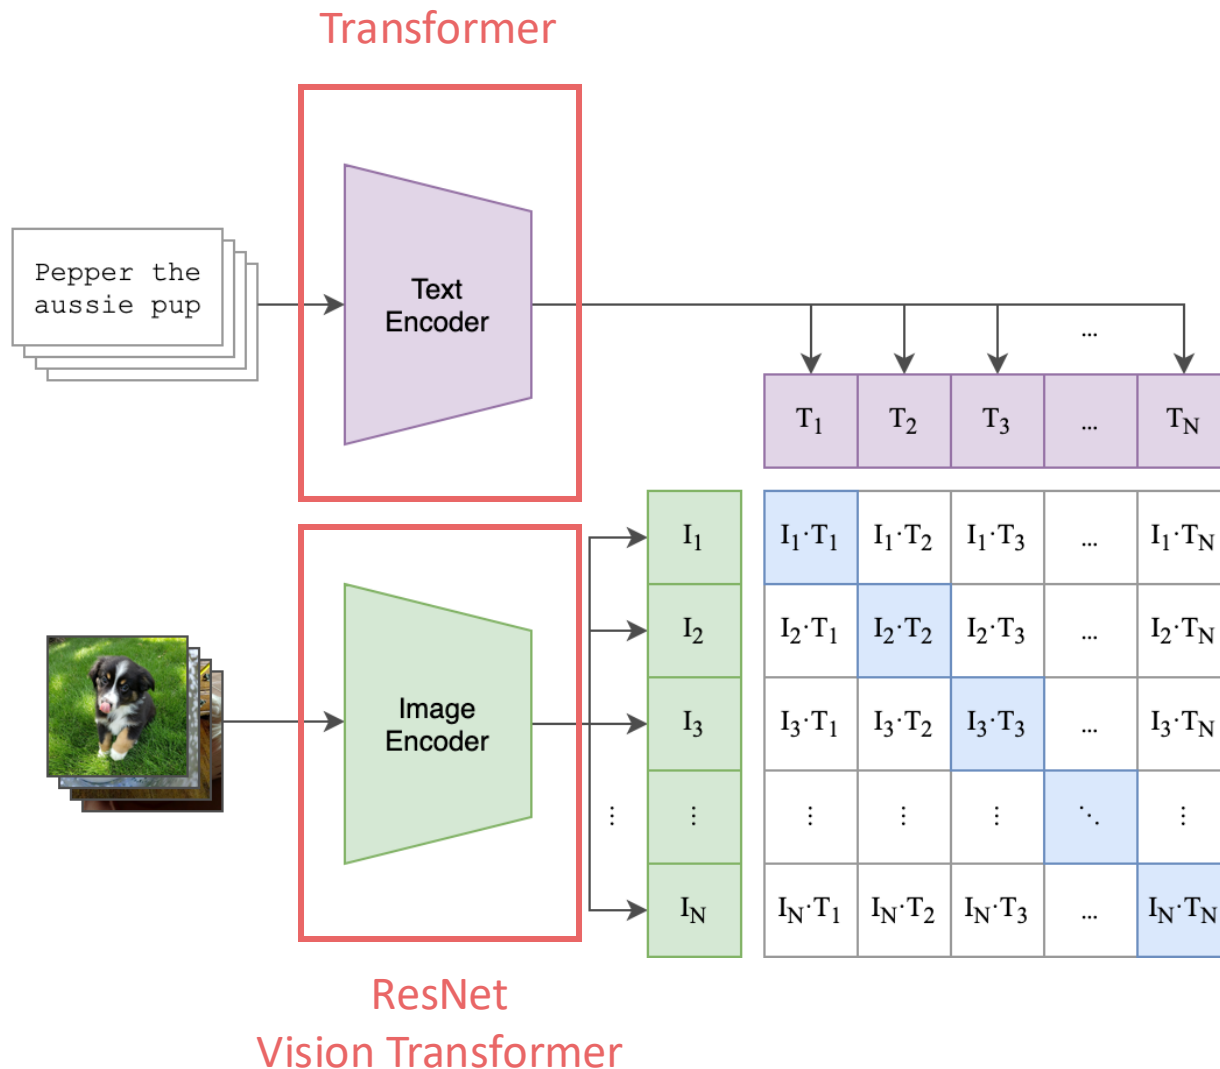 Transformer
Pepper the
aussie pup
Text
Encoder
...
T1 T2 T3 ... TN
I1 I1·T1 I1·T2 I1·T3 ... I1·TN
I2 I2·T1 I2·T2 I2·T3 ... I2·TN
Image
Encoder
I3 I3·T1 I3·T2 I3·T3 ... I3·TN
⋮ ⋮ ⋮ ⋮ ⋮ ⋱ ⋮
IN IN·T1 IN·T2 IN·T3 ... IN·TN
ResNet
Vision Transformer